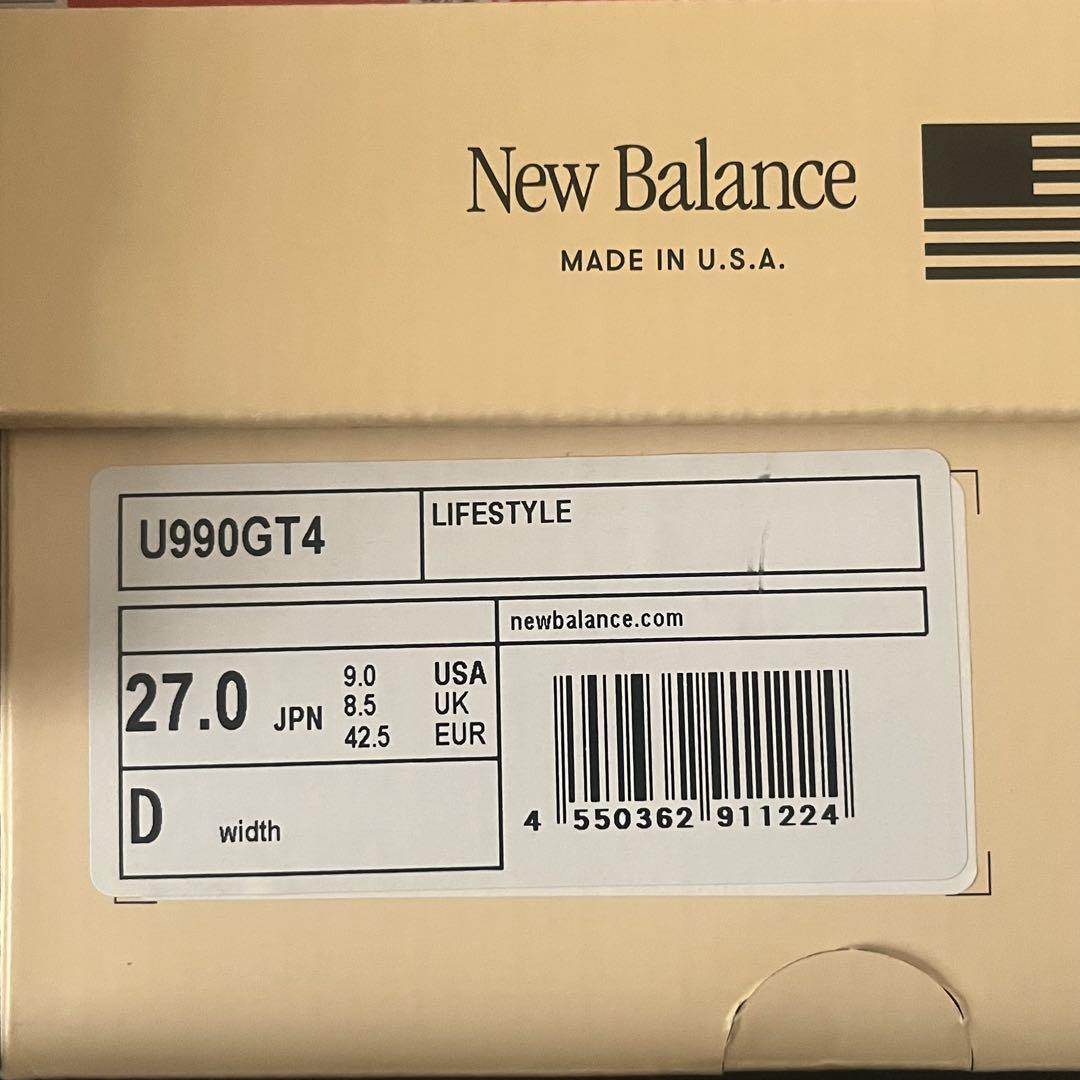 New Balance
MADE IN U.S.A.
U990GT4
LIFESTYLE
newbalance.com
27.0 JPN
9.0 USA
8.5 UK
42.5 EUR
D width
4 550362 911224